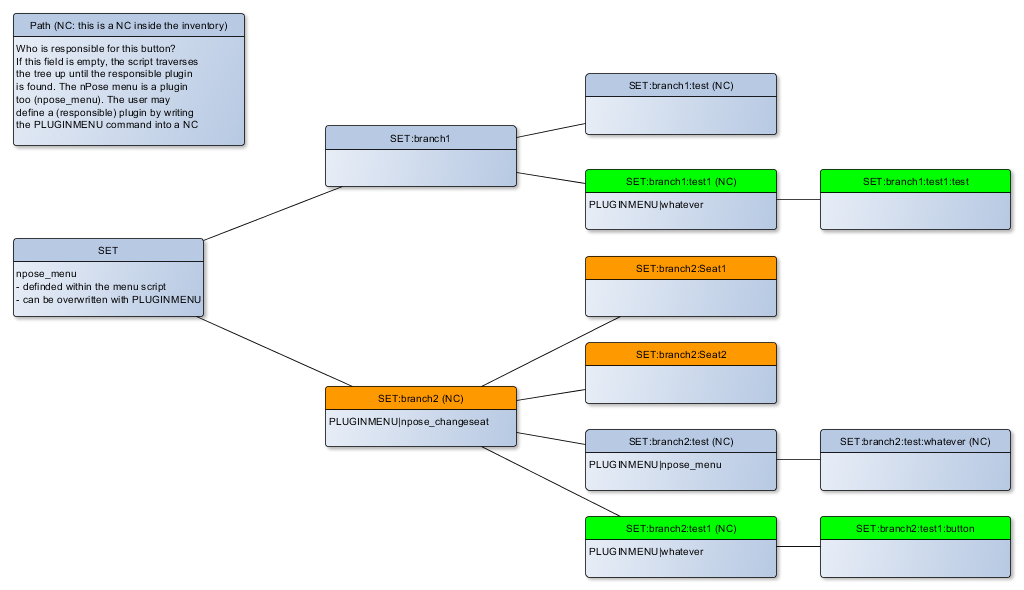 Path (NC: this is a NC inside the inventory)
Who is responsible for this button?
If this field is empty, the script traverses
the tree up until the responsible plugin
is found. The nPose menu is a plugin
too (npose_menu). The user may
define a (responsible) plugin by writing
the PLUGINMENU command into a NC
SET
npose_menu
- definded within the menu script
- can be overwritten with PLUGINMENU
SET:branch1
SET:branch1:test (NC)
SET:branch1:test1 (NC)
PLUGINMENU|whatever
SET:branch1:test1:test
SET:branch2 (NC)
PLUGINMENU|npose_changeseat
SET:branch2:Seat1
SET:branch2:Seat2
SET:branch2:test (NC)
PLUGINMENU|npose_menu
SET:branch2:test:whatever (NC)
SET:branch2:test1 (NC)
PLUGINMENU|whatever
SET:branch2:test1:button